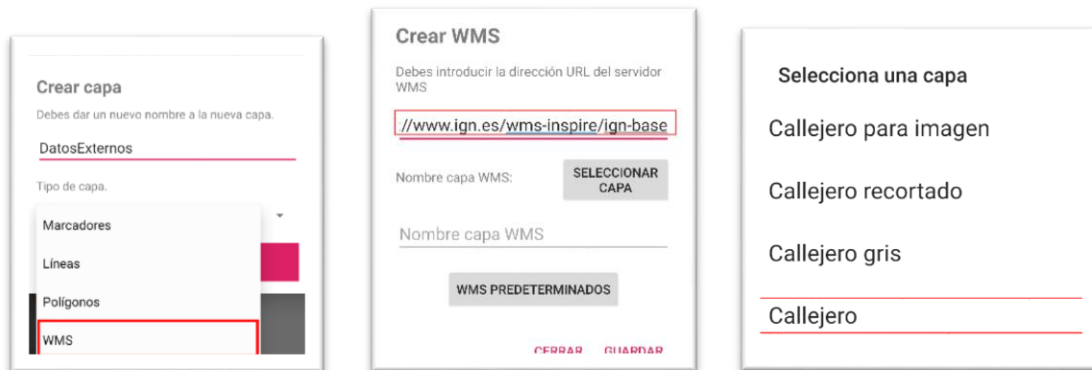 Crear capa
Debes dar un nuevo nombre a la nueva capa.
DatosExternos
Tipo de capa.
Marcadores
Líneas
Polígonos
WMS
Crear WMS
Debes introducir la dirección URL del servidor
WMS
://www.ign.es/wms-inspire/ign-base
Nombre capa WMS:
SELECCIONAR
CAPA
Nombre capa WMS
WMS PREDETERMINADOS
CERRAR GUARDAR
Selecciona una capa
Callejero para imagen
Callejero recortado
Callejero gris
Callejero